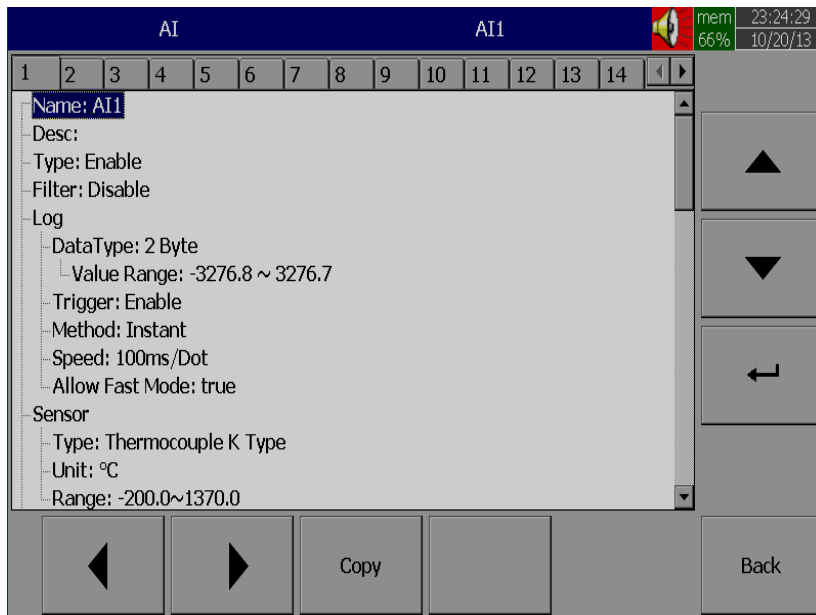 AI AI1 mem 23:24:29
66% 10/20/13
1 2 3 4 5 6 7 8 9 10 11 12 13 14
Name: AI1
Desc:
Type: Enable
Filter: Disable
Log
DataType: 2 Byte
Value Range: -3276.8 ~ 3276.7
Trigger: Enable
Method: Instant
Speed: 100ms/Dot
Allow Fast Mode: true
Sensor
Type: Thermocouple K Type
Unit: °C
Range: -200.0~1370.0
Copy Back